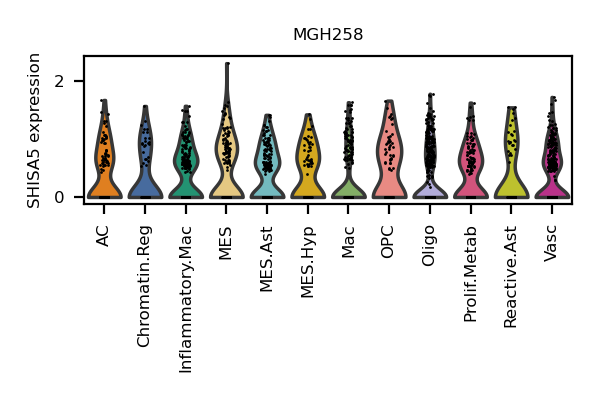 MGH258
SHISA5 expression
2
0
AC
Chromatin.Reg
Inflammatory.Mac
MES
MES.Ast
MES.Hyp
Mac
OPC
Oligo
Prolif.Metab
Reactive.Ast
Vasc